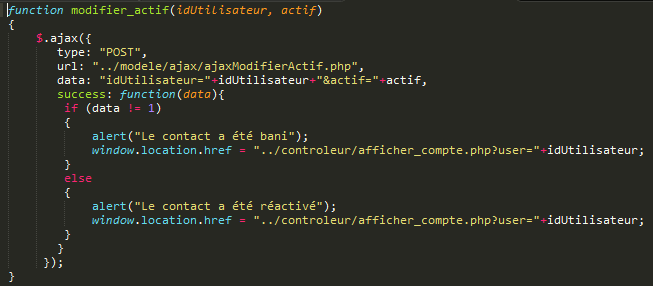 function modifier_actif(idUtilisateur, actif)
{
$.ajax({
type: "POST",
url: "../modele/ajax/ajaxModifierActif.php",
data: "idUtilisateur="+idUtilisateur+"&actif="+actif,
success: function(data){
if (data != 1)
{
alert("Le contact a été bani");
window.location.href = "../controleur/afficher_compte.php?user="+idUtilisateur;
}
else
{
alert("Le contact a été réactivé");
window.location.href = "../controleur/afficher_compte.php?user="+idUtilisateur;
}
}
});
}